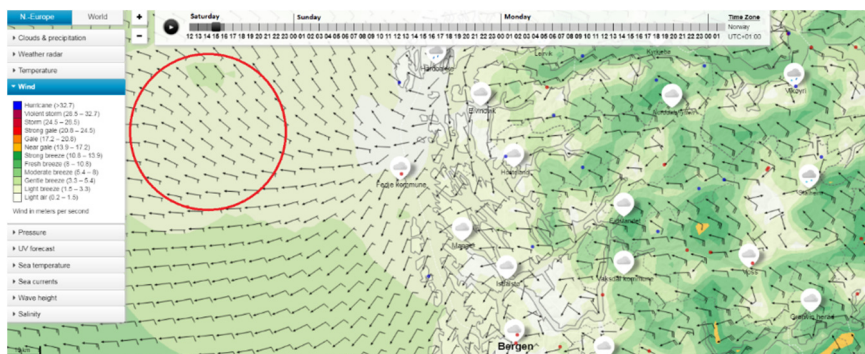 N.-Europe World
Clouds & precipitation
Weather radar
Temperature
Wind
Hurricane (>32.7)
Violent storm (28.5 – 32.7)
Storm (24.5 – 28.5)
Strong gale (20.8 – 24.5)
Gale (17.2 – 20.8)
Near gale (13.9 – 17.2)
Strong breeze (10.8 – 13.9)
Fresh breeze (8 – 10.8)
Moderate breeze (5.4 – 8)
Gentle breeze (3.3 – 5.4)
Light breeze (1.5 – 3.3)
Light air (0.2 – 1.5)
Wind in meters per second
Pressure
UV forecast
Sea temperature
Sea currents
Wave height
Salinity
+
−
Saturday Sunday Monday
12 13 14 15 16 17 18 19 20 21 22 23 00 01 02 03 04 05 06 07 08 09 10 11 12 13 14 15 16 17 18 19 20 21 22 23 00 01 02 03 04 05 06 07 08 09 10 11 12 13 14 15 16 17 18 19 20 21 22 23 00 01
Time Zone
Norway
UTC+01:00
Fedje kommune
Bergen